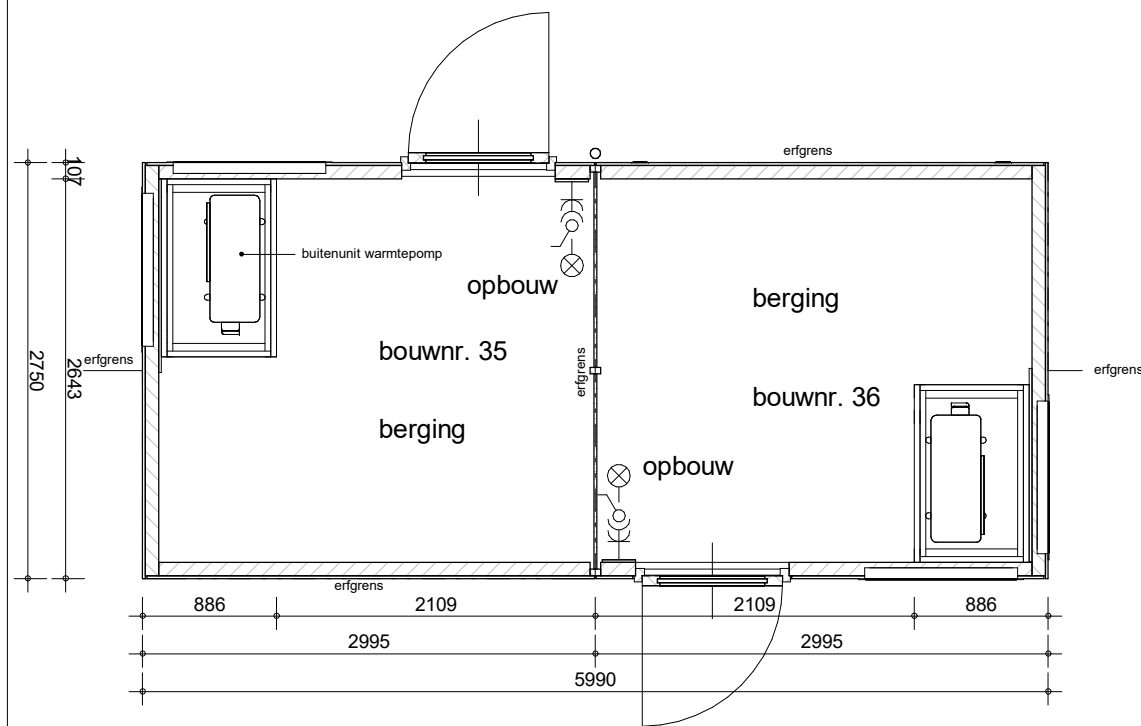 erfgrens
107
buitenunit warmtepomp
opbouw
berging
bouwnr. 35
erfgrens
2750
2643
erfgrens
erfgrens
bouwnr. 36
berging
opbouw
erfgrens
886
2109
2109
886
2995
2995
5990